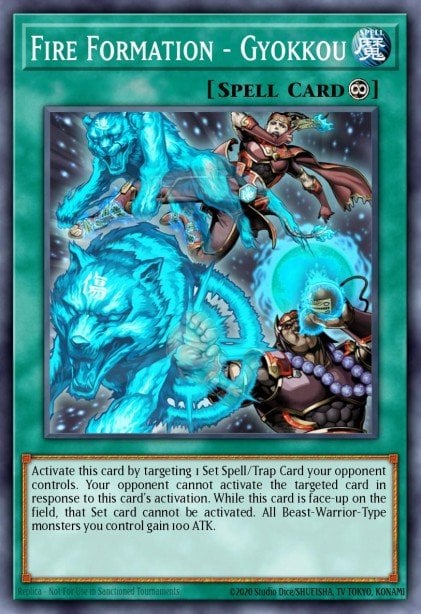 FIRE FORMATION - GYOKKOU
SPELL
魔
[SPELL CARD]
Activate this card by targeting 1 Set Spell/Trap Card your opponent
controls. Your opponent cannot activate the targeted card in
response to this card's activation. While this card is face-up on the
field, that Set card cannot be activated. All Beast-Warrior-Type
monsters you control gain 100 ATK.
Replica - Not For Use in Sanctioned Tournaments ©2020 Studio Dice/SHUEISHA, TV TOKYO, KONAMI